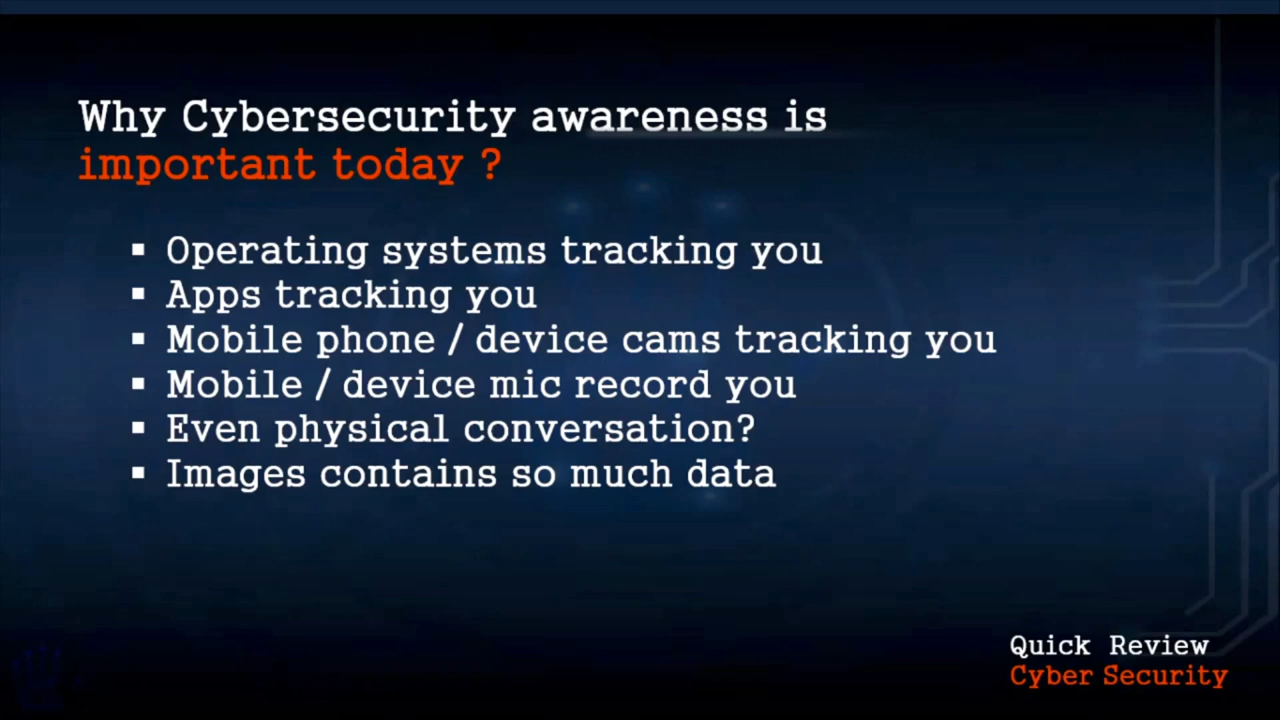 Why Cybersecurity awareness is
important today ?
▪ Operating systems tracking you
▪ Apps tracking you
▪ Mobile phone / device cams tracking you
▪ Mobile / device mic record you
▪ Even physical conversation?
▪ Images contains so much data
Quick Review
Cyber Security